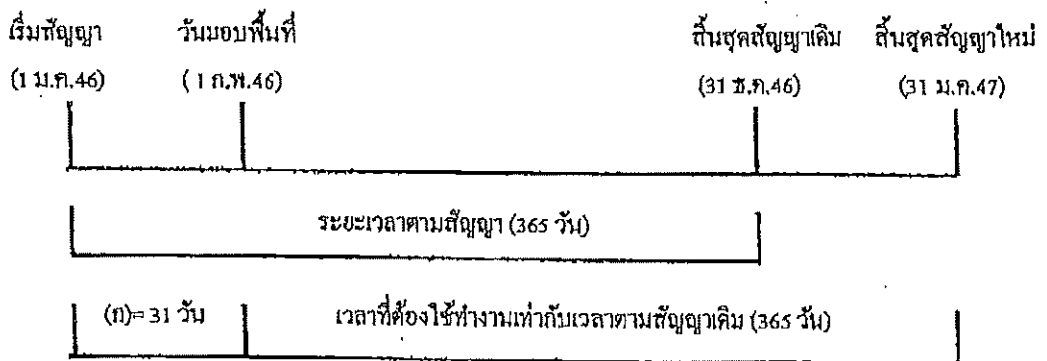 เริ่มสัญญา วันมอบพื้นที่ สิ้นสุดสัญญาเดิม สิ้นสุดสัญญาใหม่
(1 ม.ค.46) (1 ก.พ.46) (31 ธ.ค.46) (31 ม.ค.47)
ระยะเวลาตามสัญญา (365 วัน)
(ก)= 31 วัน เวลาที่ต้องใช้ทำงานเท่ากับเวลาตามสัญญาเดิม (365 วัน)